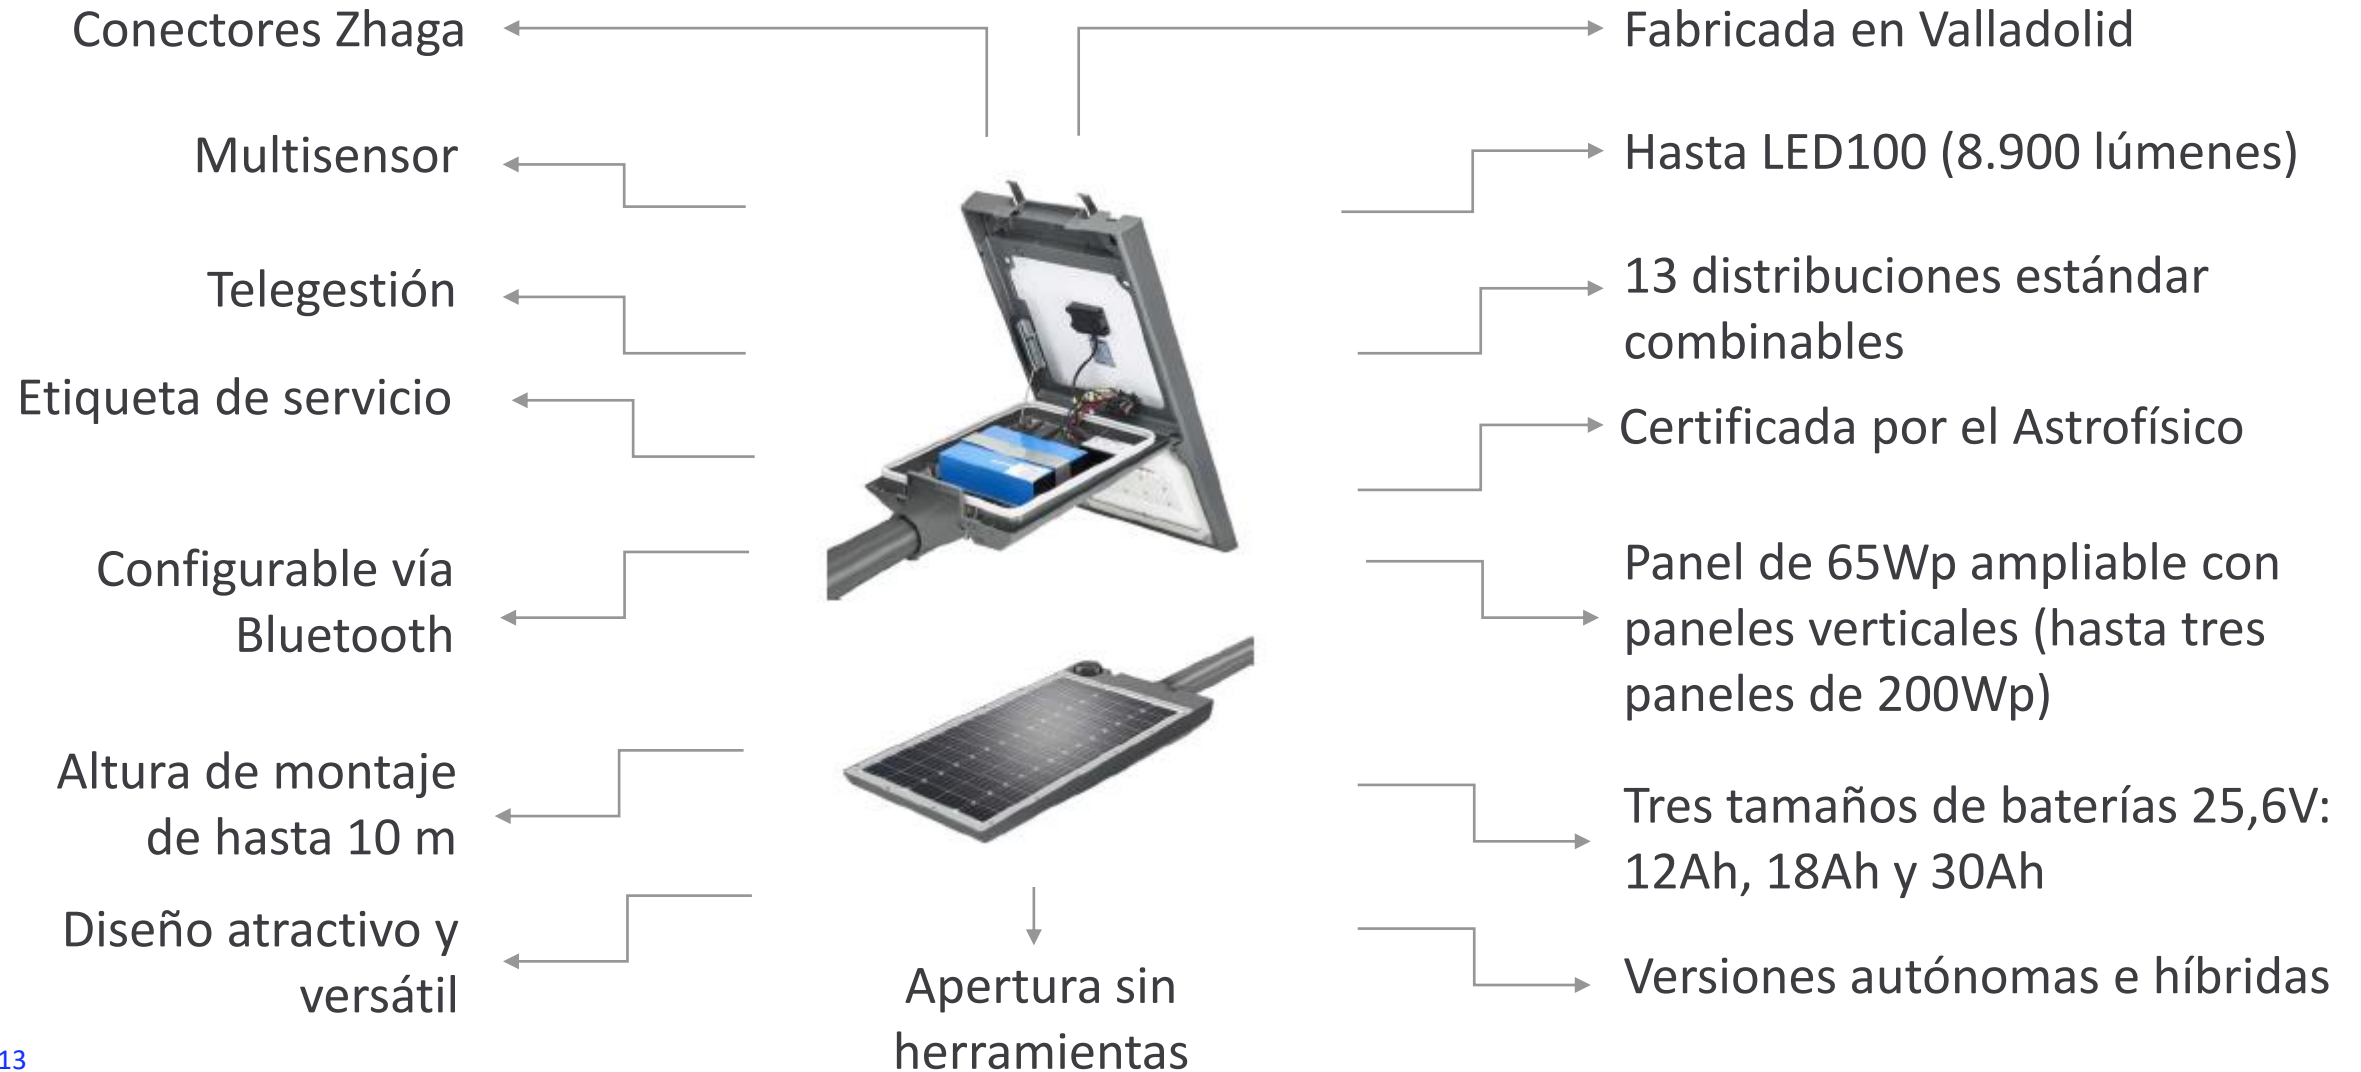 Conectores Zhaga
Multisensor
Telegestión
Etiqueta de servicio
Configurable vía
Bluetooth
Altura de montaje
de hasta 10 m
Diseño atractivo y
versátil
Apertura sin
herramientas
Fabricada en Valladolid
Hasta LED100 (8.900 lúmenes)
13 distribuciones estándar
combinables
Certificada por el Astrofísico
Panel de 65Wp ampliable con
paneles verticales (hasta tres
paneles de 200Wp)
Tres tamaños de baterías 25,6V:
12Ah, 18Ah y 30Ah
Versiones autónomas e híbridas
13